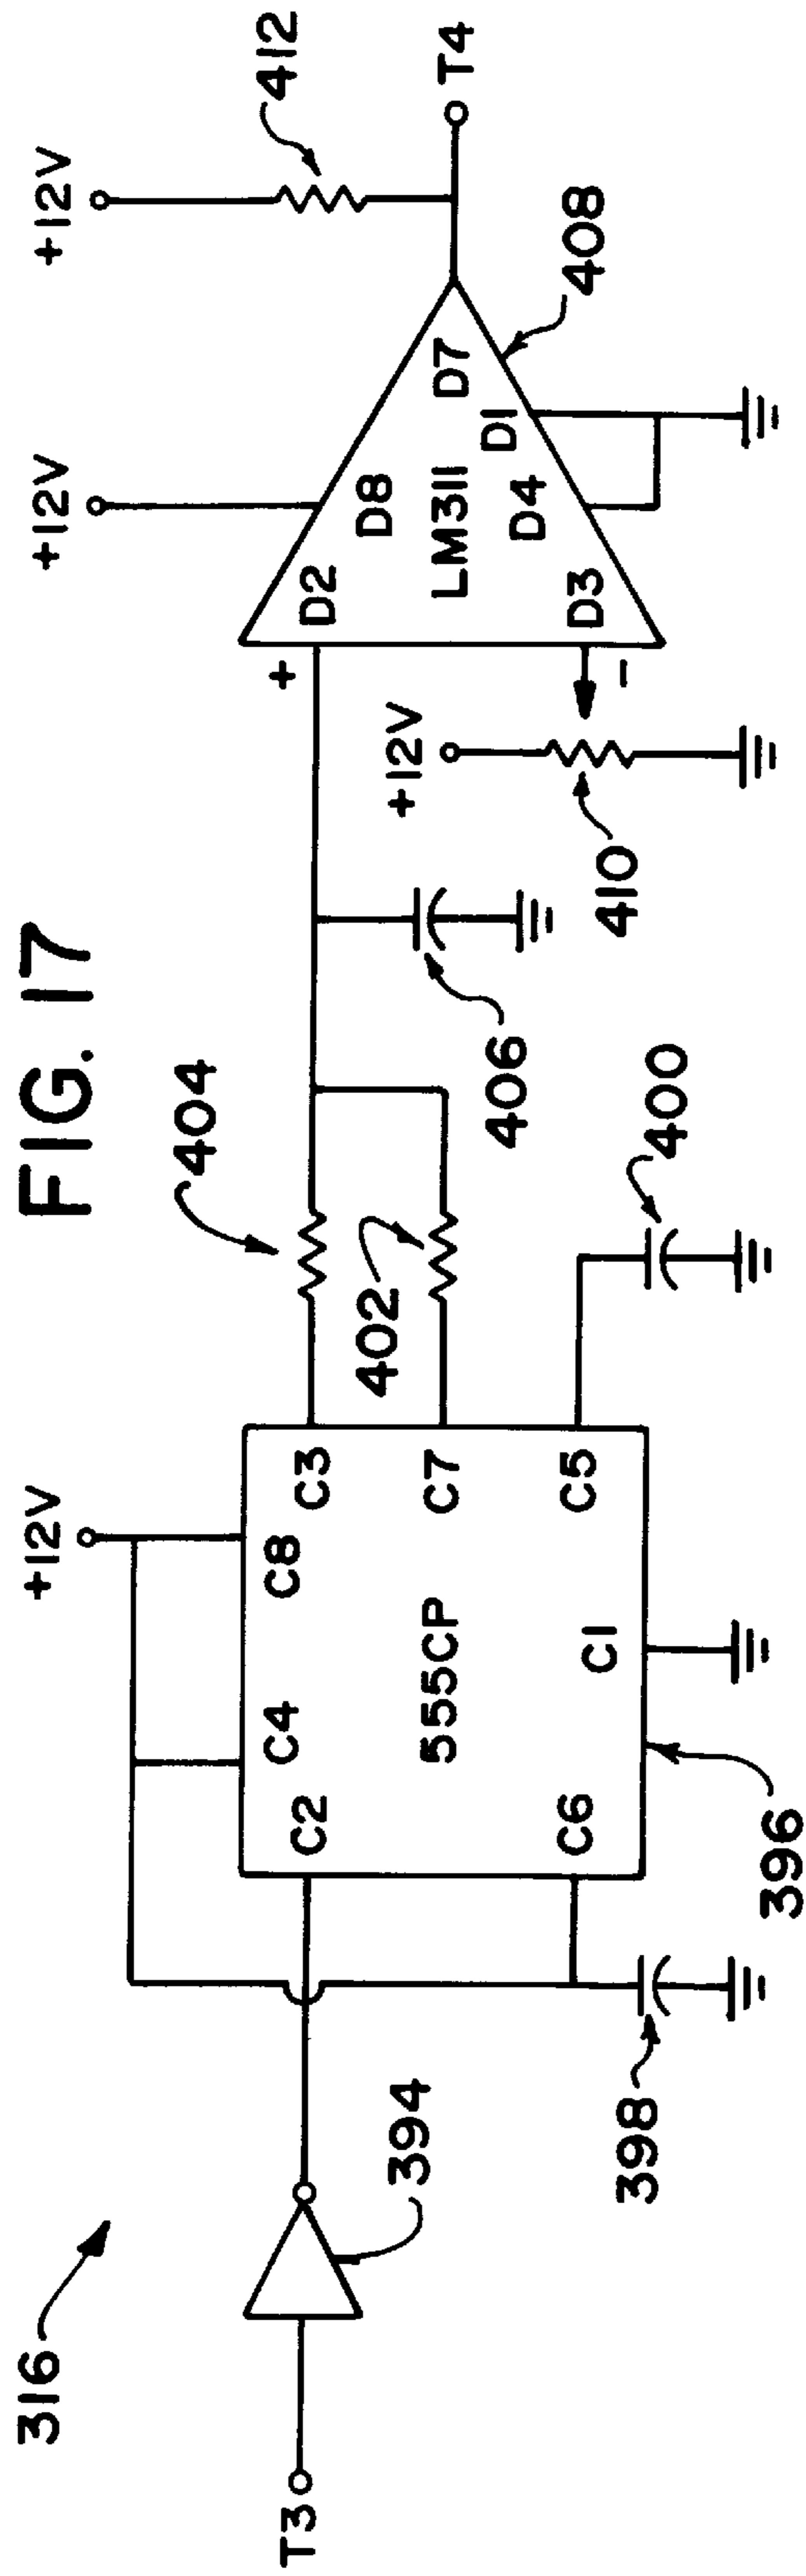 FIG. 17
316
T3
394
398
396
+12V
C2
C4
C8
C3
C7
C5
C6
C1
555CP
404
402
400
406
+12V
410
+12V
+
-
D2
D8
D3
D4
D1
D7
LM311
408
+12V
412
T4